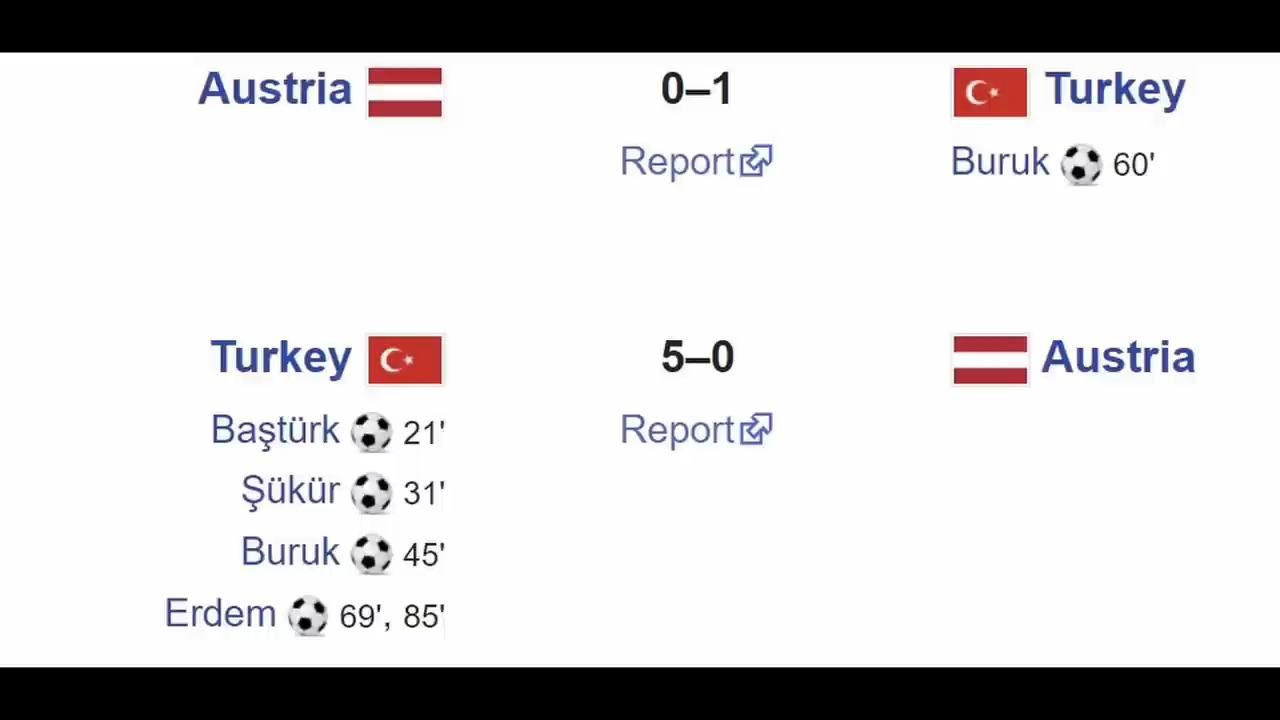 Austria 0–1 Turkey
Report Buruk 60'
Turkey 5–0 Austria
Baştürk 21' Report
Şükür 31'
Buruk 45'
Erdem 69', 85'